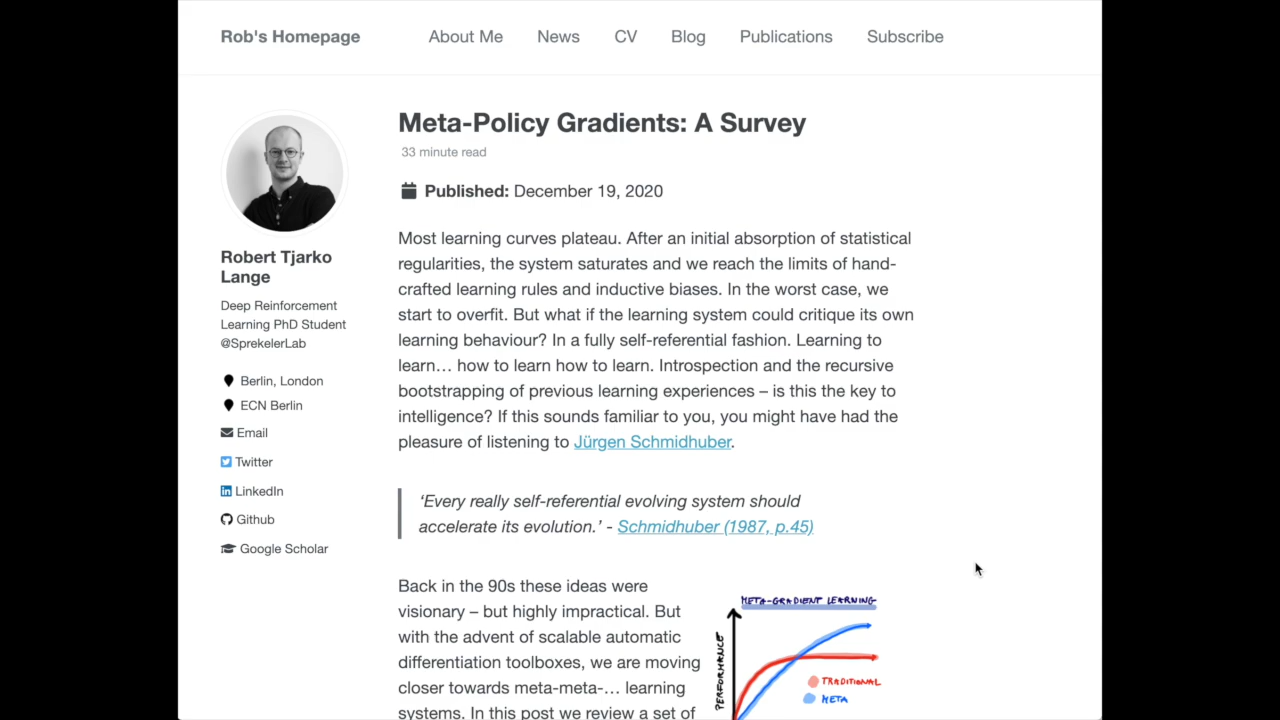 Rob's Homepage
About Me
News
CV
Blog
Publications
Subscribe
Robert Tjarko
Lange
Deep Reinforcement
Learning PhD Student
@SprekelerLab
Berlin, London
ECN Berlin
Email
Twitter
LinkedIn
Github
Google Scholar
Meta-Policy Gradients: A Survey
33 minute read
Published: December 19, 2020
Most learning curves plateau. After an initial absorption of statistical
regularities, the system saturates and we reach the limits of hand-
crafted learning rules and inductive biases. In the worst case, we
start to overfit. But what if the learning system could critique its own
learning behaviour? In a fully self-referential fashion. Learning to
learn… how to learn how to learn. Introspection and the recursive
bootstrapping of previous learning experiences – is this the key to
intelligence? If this sounds familiar to you, you might have had the
pleasure of listening to Jürgen Schmidhuber.
‘Every really self-referential evolving system should
accelerate its evolution.’ - Schmidhuber (1987, p.45)
Back in the 90s these ideas were
visionary – but highly impractical. But
with the advent of scalable automatic
differentiation toolboxes, we are moving
closer towards meta-meta-… learning
systems. In this post we review a set of
META-GRADIENT LEARNING
PERFORMANCE
TRADITIONAL
META